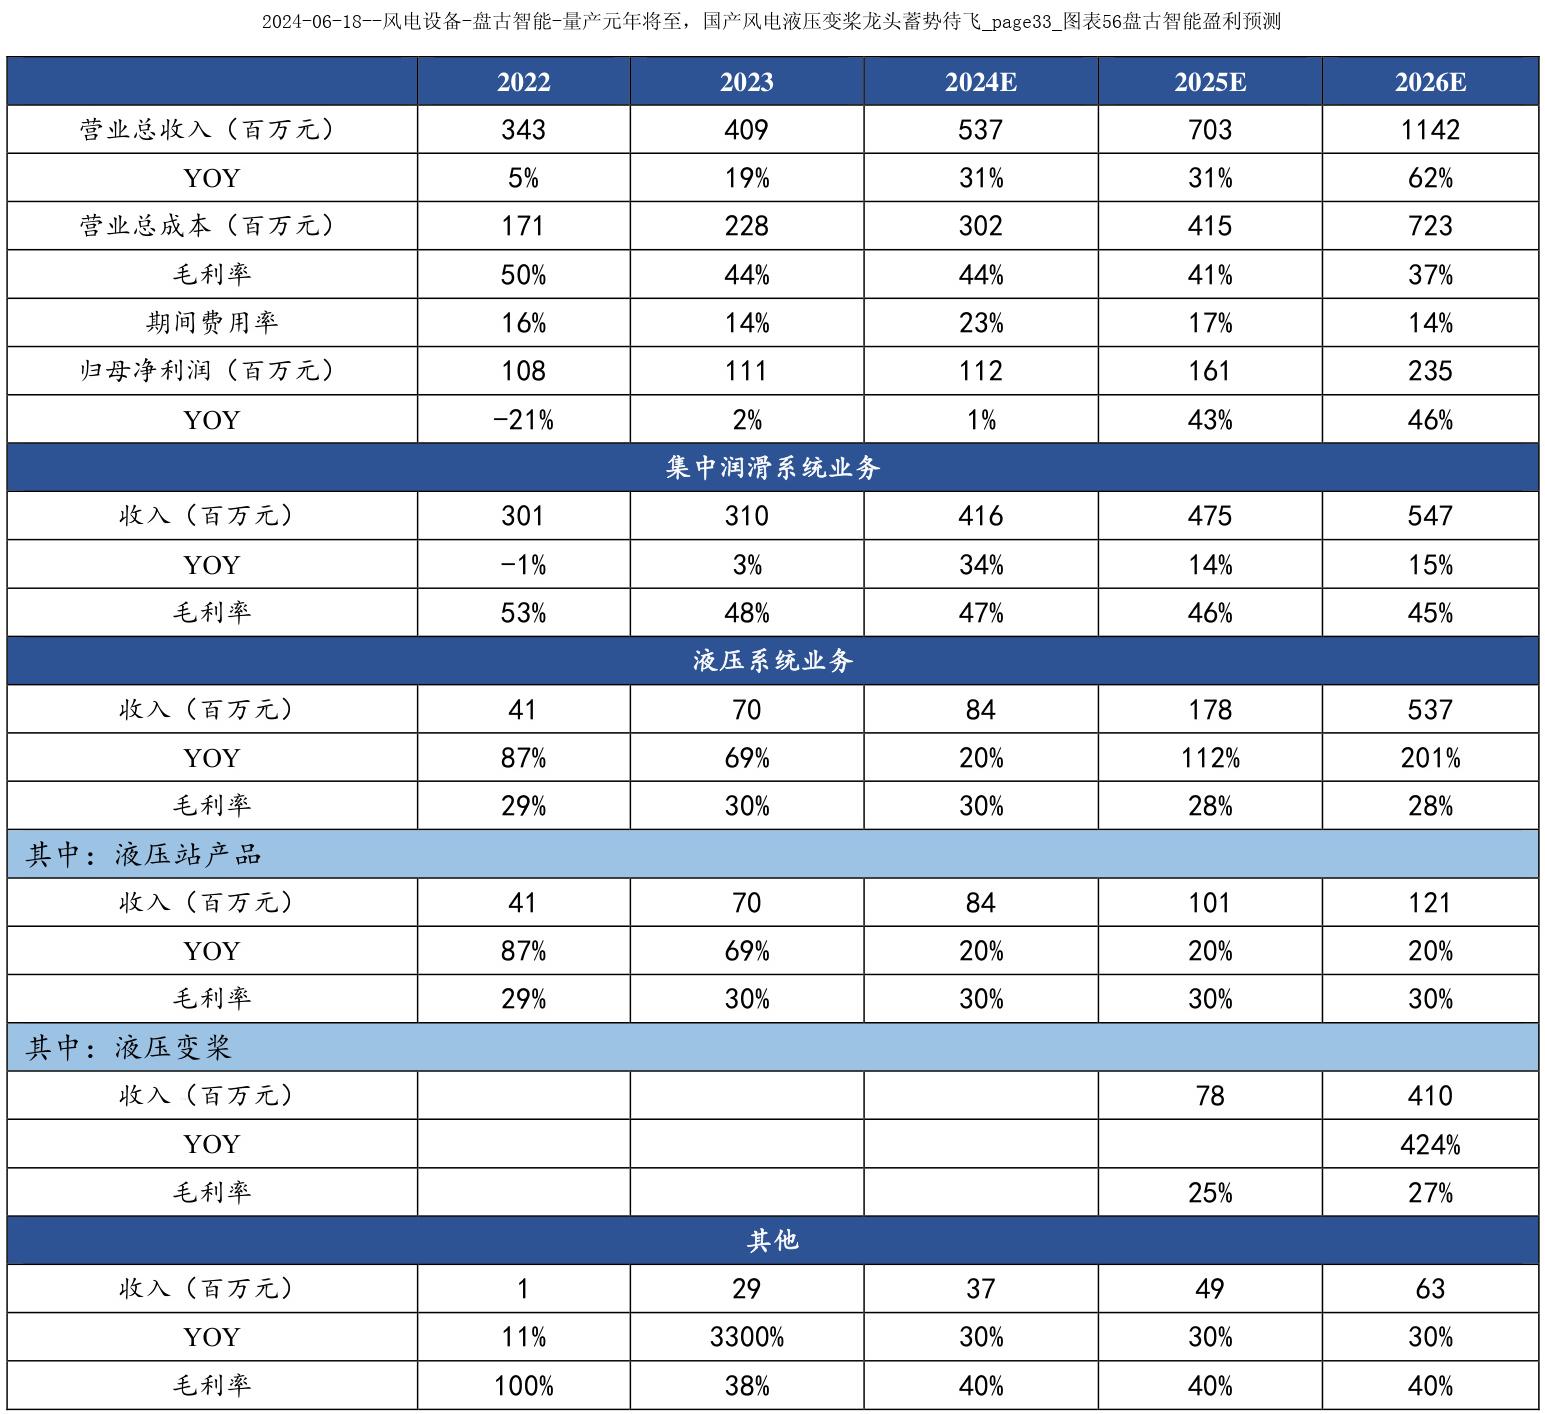 2024-06-18--风电设备-盘古智能-量产元年将至，国产风电液压变桨龙头蓄势待飞_page33_图表56盘古智能盈利预测
2022 2023 2024E 2025E 2026E
营业总收入（百万元） 343 409 537 703 1142
YOY 5% 19% 31% 31% 62%
营业总成本（百万元） 171 228 302 415 723
毛利率 50% 44% 44% 41% 37%
期间费用率 16% 14% 23% 17% 14%
归母净利润（百万元） 108 111 112 161 235
YOY -21% 2% 1% 43% 46%
集中润滑系统业务
收入（百万元） 301 310 416 475 547
YOY -1% 3% 34% 14% 15%
毛利率 53% 48% 47% 46% 45%
液压系统业务
收入（百万元） 41 70 84 178 537
YOY 87% 69% 20% 112% 201%
毛利率 29% 30% 30% 28% 28%
其中：液压站产品
收入（百万元） 41 70 84 101 121
YOY 87% 69% 20% 20% 20%
毛利率 29% 30% 30% 30% 30%
其中：液压变桨
收入（百万元） 78 410
YOY 424%
毛利率 25% 27%
其他
收入（百万元） 1 29 37 49 63
YOY 11% 3300% 30% 30% 30%
毛利率 100% 38% 40% 40% 40%